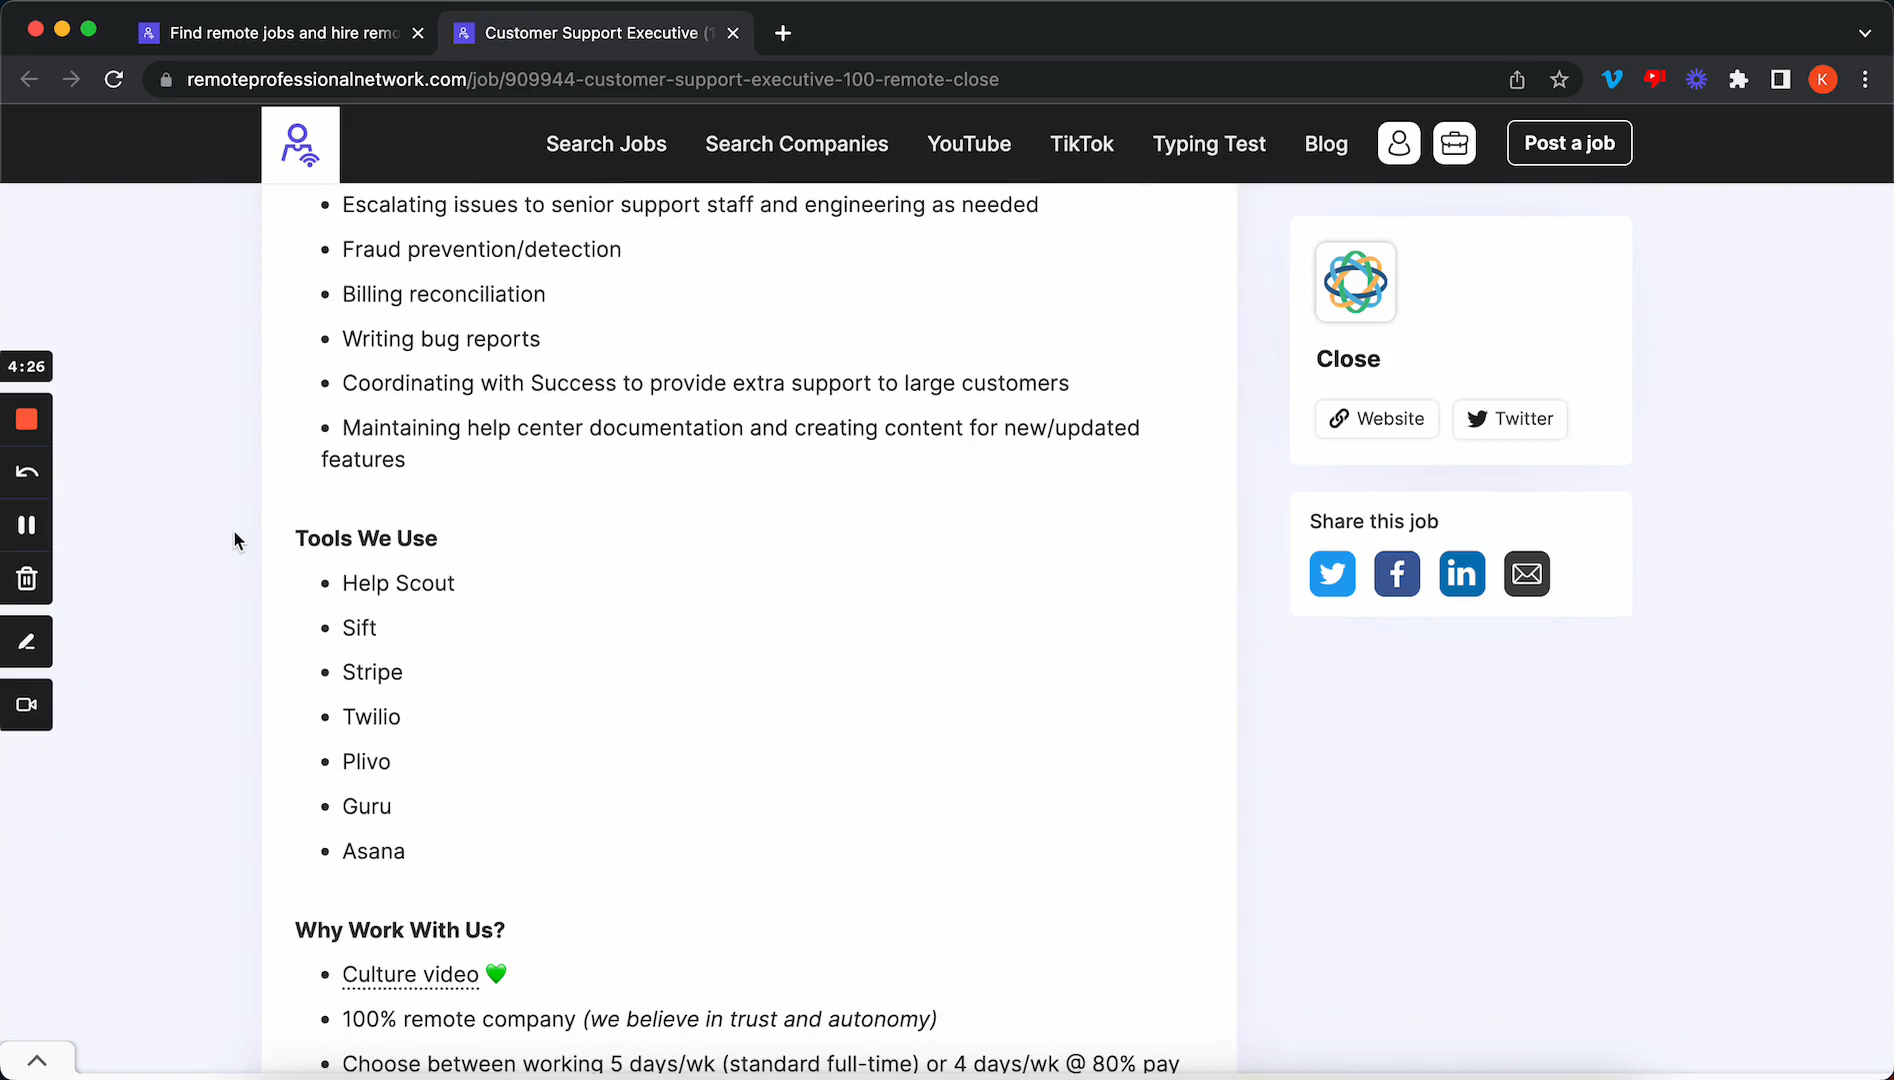 Find remote jobs and hire remo
Customer Support Executive (
remoteprofessionalnetwork.com/job/909944-customer-support-executive-100-remote-close
K
Search Jobs
Search Companies
YouTube
TikTok
Typing Test
Blog
Post a job
• Escalating issues to senior support staff and engineering as needed
• Fraud prevention/detection
• Billing reconciliation
• Writing bug reports
• Coordinating with Success to provide extra support to large customers
• Maintaining help center documentation and creating content for new/updated
features
Tools We Use
• Help Scout
• Sift
• Stripe
• Twilio
• Plivo
• Guru
• Asana
Why Work With Us?
• Culture video 💚
• 100% remote company (we believe in trust and autonomy)
• Choose between working 5 days/wk (standard full-time) or 4 days/wk @ 80% pay
4:26
Close
Website
Twitter
Share this job